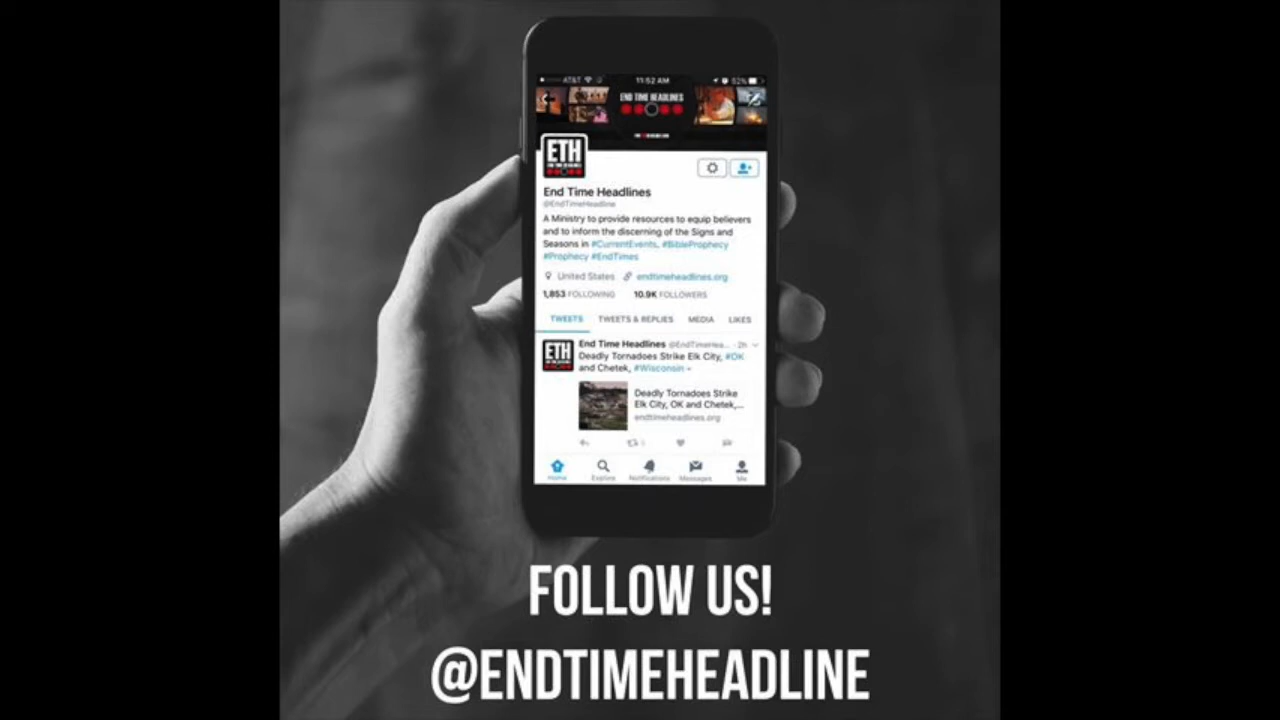 AT&T 11:52 AM 52%
END TIME HEADLINES
ETH
End Time Headlines
@EndTimeHeadline
A Ministry to provide resources to equip believers
and to inform the discerning of the Signs and
Seasons in #CurrentEvents, #BibleProphecy
#Prophecy #EndTimes
United States endtimeheadlines.org
1,853 FOLLOWING 10.9K FOLLOWERS
TWEETS TWEETS & REPLIES MEDIA LIKES
ETH
End Time Headlines @EndTimeHea... · 2h
Deadly Tornadoes Strike Elk City, #OK
and Chetek, #Wisconsin -
Deadly Tornadoes Strike
Elk City, OK and Chetek,...
endtimeheadlines.org
Home Explore Notifications Messages Me
FOLLOW US!
@ENDTIMEHEADLINE